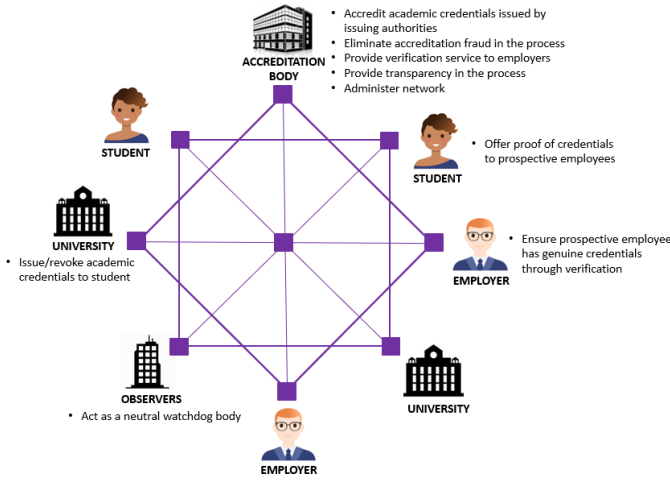 • Accredit academic credentials issued by
issuing authorities
• Eliminate accreditation fraud in the process
• Provide verification service to employers
• Provide transparency in the process
• Administer network
ACCREDITATION
BODY
STUDENT
• Offer proof of credentials
to prospective employees
STUDENT
UNIVERSITY
• Issue/revoke academic
credentials to student
• Ensure prospective employee
has genuine credentials
through verification
EMPLOYER
OBSERVERS
• Act as a neutral watchdog body
UNIVERSITY
EMPLOYER